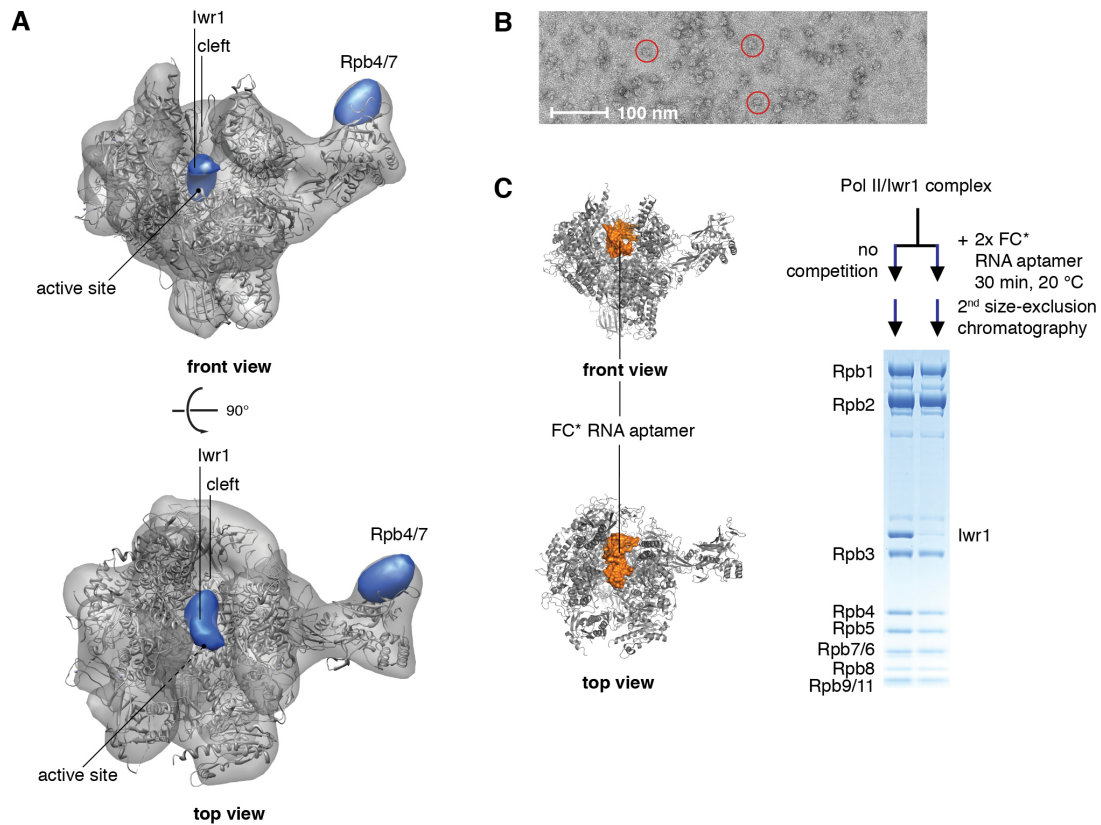 A
Iwr1
cleft
Rpb4/7
active site
front view
90°
Iwr1
cleft
Rpb4/7
active site
top view
B
100 nm
C
front view
FC* RNA aptamer
top view
Pol II/Iwr1 complex
no
competition
+ 2x FC*
RNA aptamer
30 min, 20 °C
2nd size-exclusion
chromatography
Rpb1
Rpb2
Iwr1
Rpb3
Rpb4
Rpb5
Rpb7/6
Rpb8
Rpb9/11